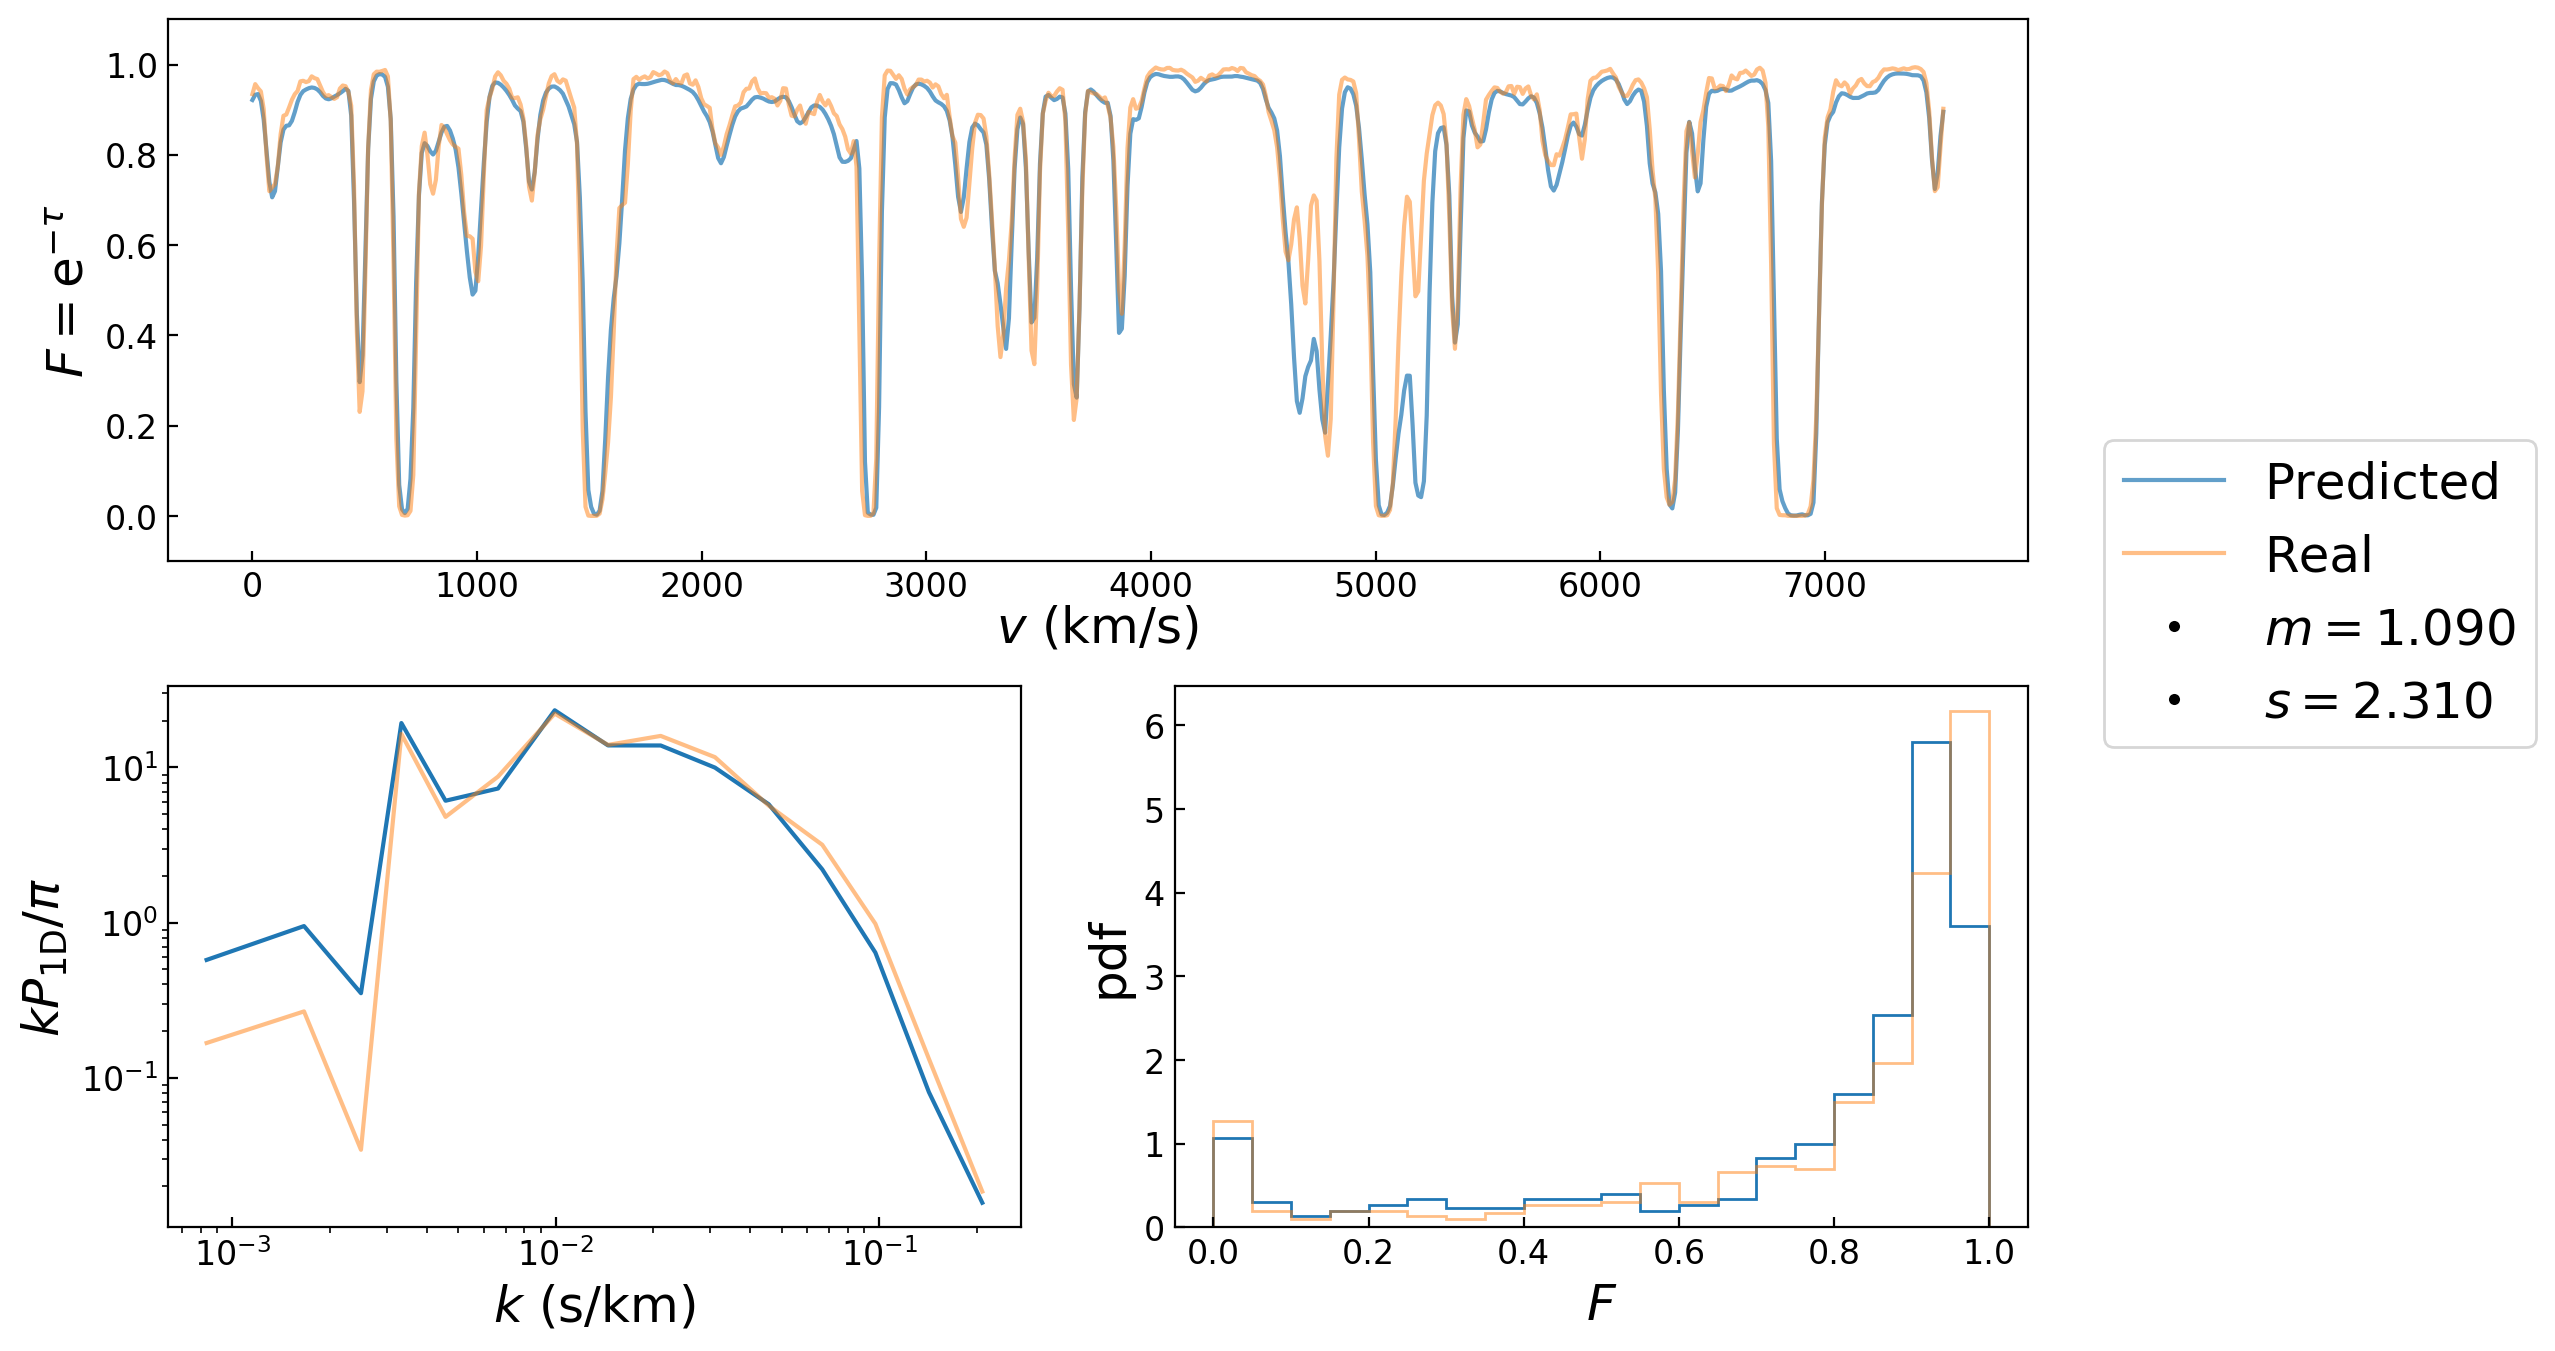 1.0
0.8
0.6
0.4
0.2
0.0
F = e^{−τ}
0 1000 2000 3000 4000 5000 6000 7000
v (km/s)
Predicted
Real
m = 1.090
s = 2.310
10^1
10^0
10^{−1}
kP_{1D}/π
10^{−3} 10^{−2} 10^{−1}
k (s/km)
6
5
4
3
2
1
0
pdf
0.0 0.2 0.4 0.6 0.8 1.0
F